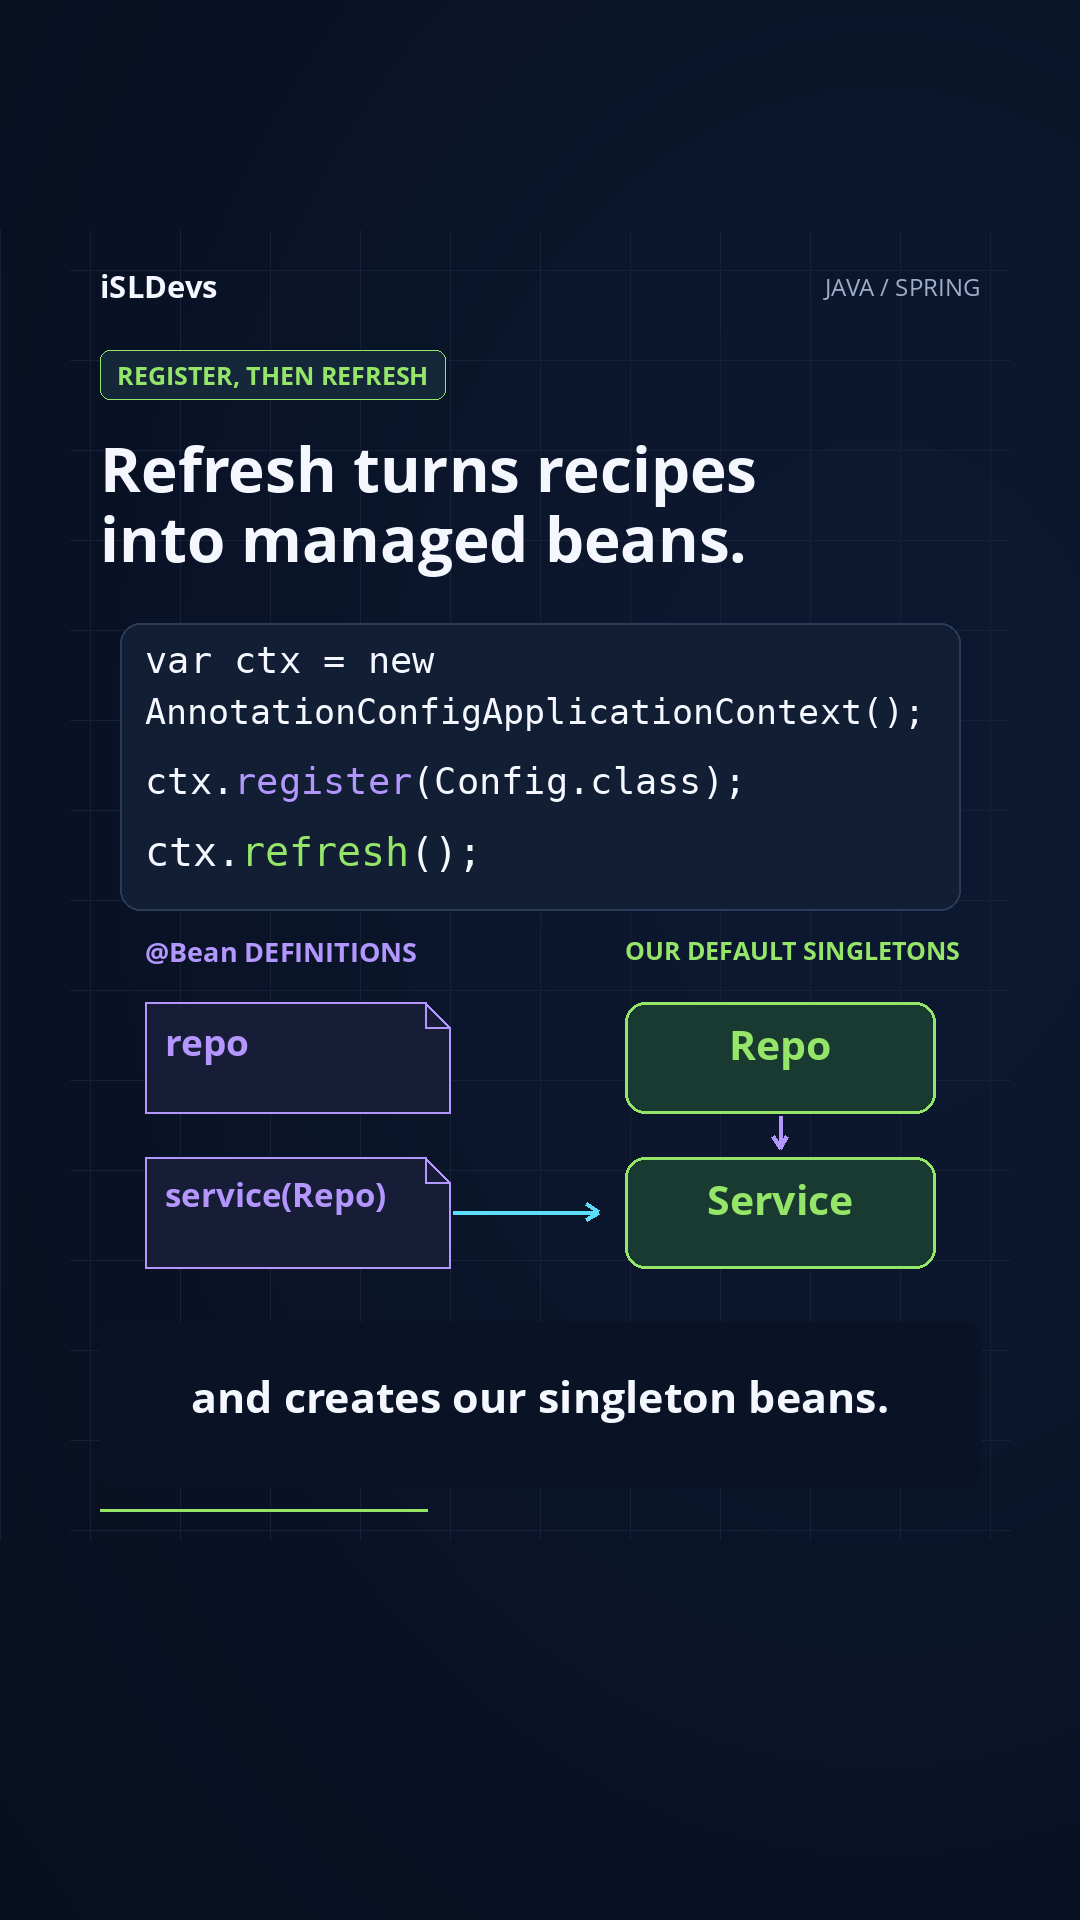 iSLDevs
JAVA / SPRING
REGISTER, THEN REFRESH
Refresh turns recipes
into managed beans.
var ctx = new
AnnotationConfigApplicationContext();
ctx.register(Config.class);
ctx.refresh();
@Bean DEFINITIONS
OUR DEFAULT SINGLETONS
repo
Repo
service(Repo)
Service
and creates our singleton beans.